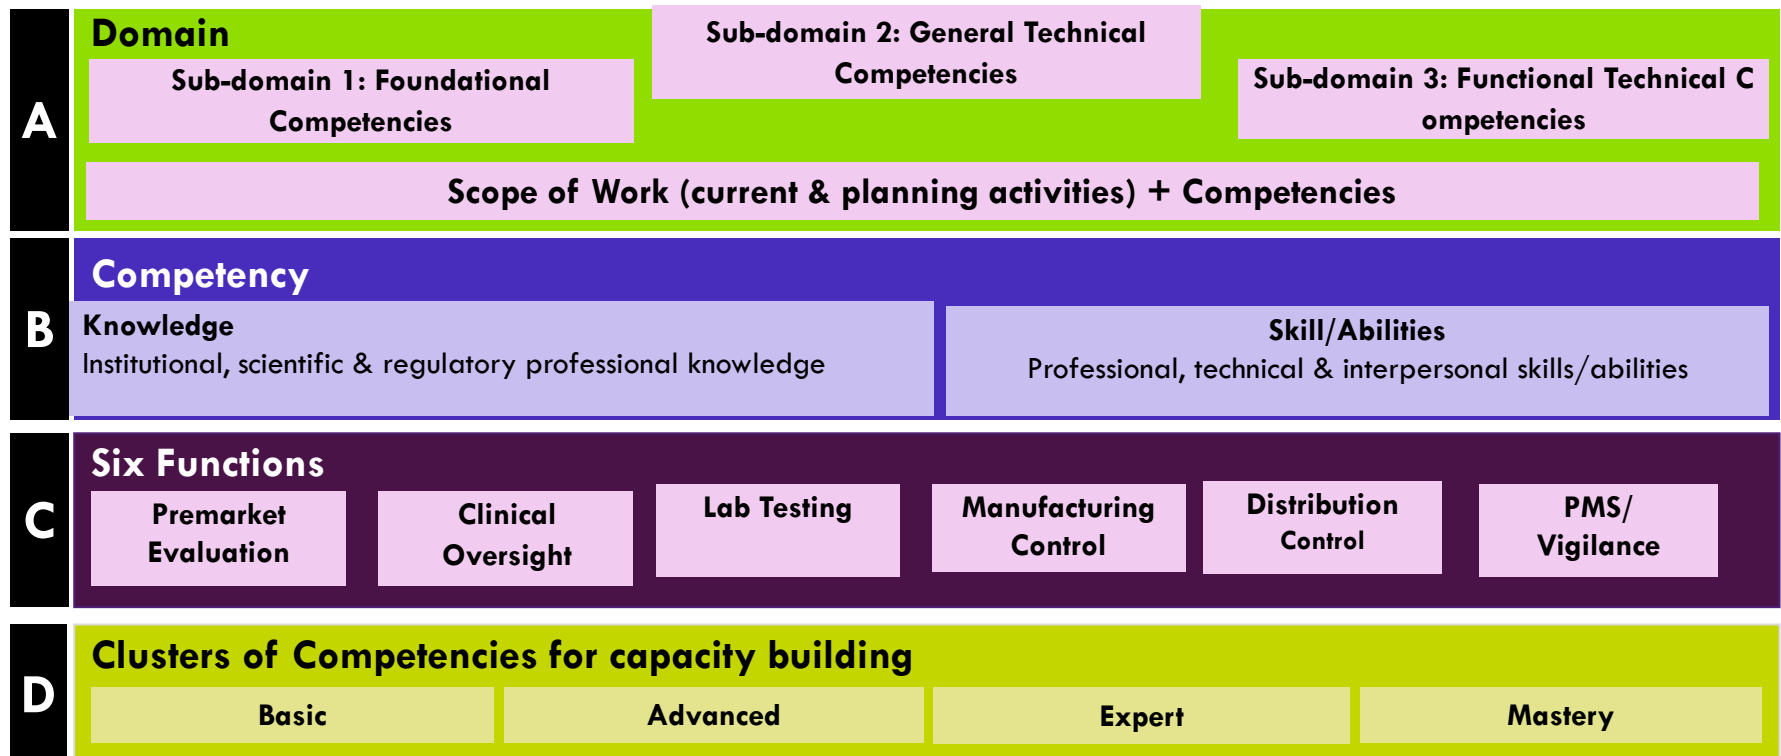 A
Domain
Sub-domain 1: Foundational
Competencies
Sub-domain 2: General Technical
Competencies
Sub-domain 3: Functional Technical C
ompetencies
Scope of Work (current & planning activities) + Competencies
B
Competency
Knowledge
Institutional, scientific & regulatory professional knowledge
Skill/Abilities
Professional, technical & interpersonal skills/abilities
C
Six Functions
Premarket
Evaluation
Clinical
Oversight
Lab Testing
Manufacturing
Control
Distribution
Control
PMS/
Vigilance
D
Clusters of Competencies for capacity building
Basic
Advanced
Expert
Mastery